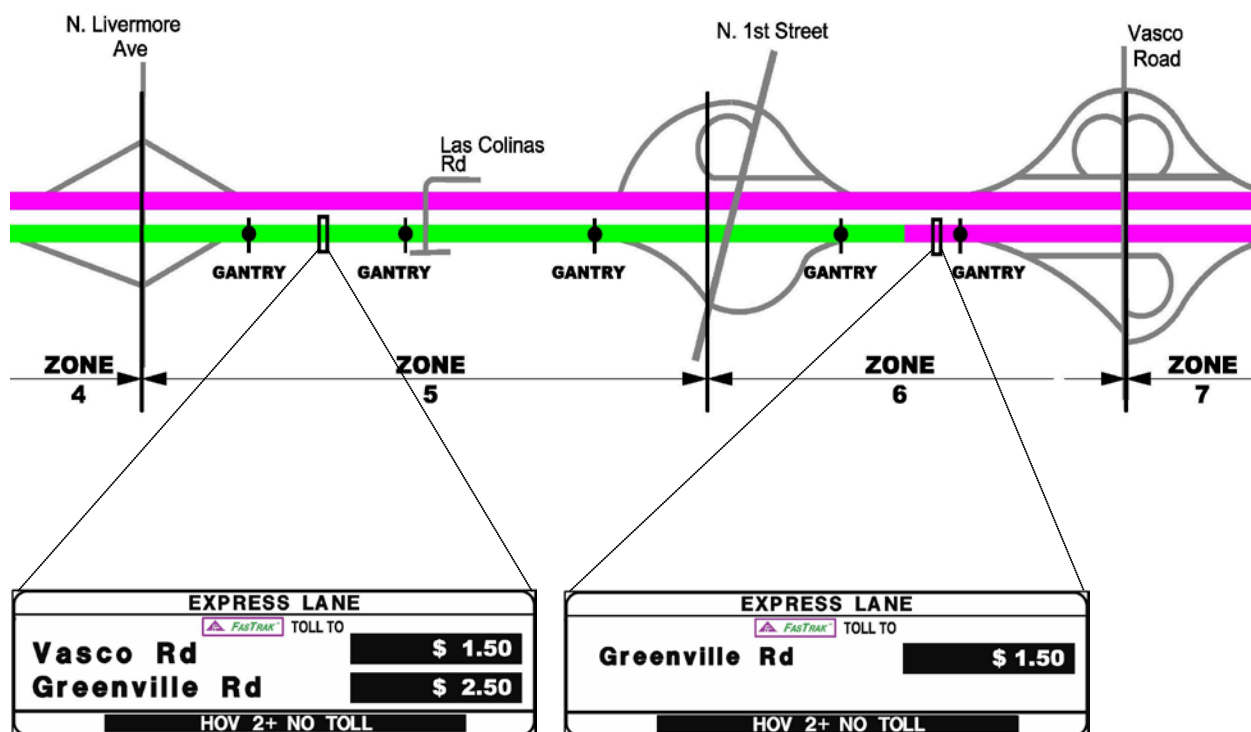 N. Livermore
Ave
N. 1st Street
Vasco
Road
Las Colinas
Rd
GANTRY
GANTRY
GANTRY
GANTRY
GANTRY
ZONE
4
ZONE
5
ZONE
6
ZONE
7
EXPRESS LANE
FASTRAK™ TOLL TO
Vasco Rd $ 1.50
Greenville Rd $ 2.50
HOV 2+ NO TOLL
EXPRESS LANE
FASTRAK™ TOLL TO
Greenville Rd $ 1.50
HOV 2+ NO TOLL